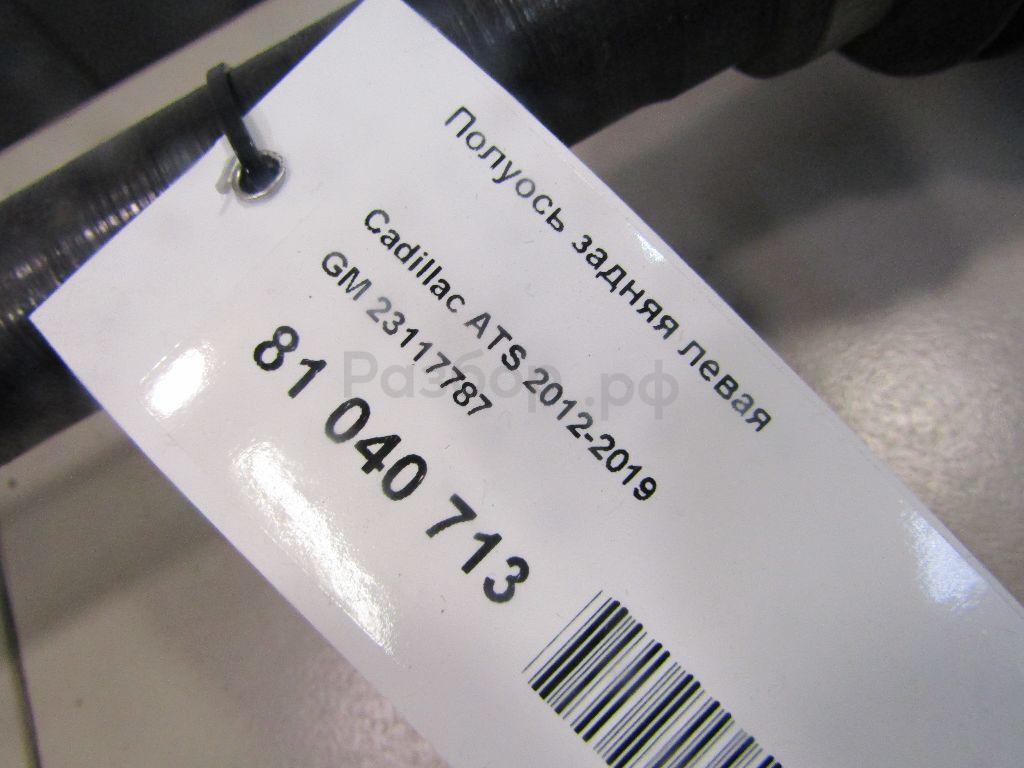 Полуось задняя левая
Cadillac ATS 2012-2019
GM 23117787
81 040 713
Разбор.рф